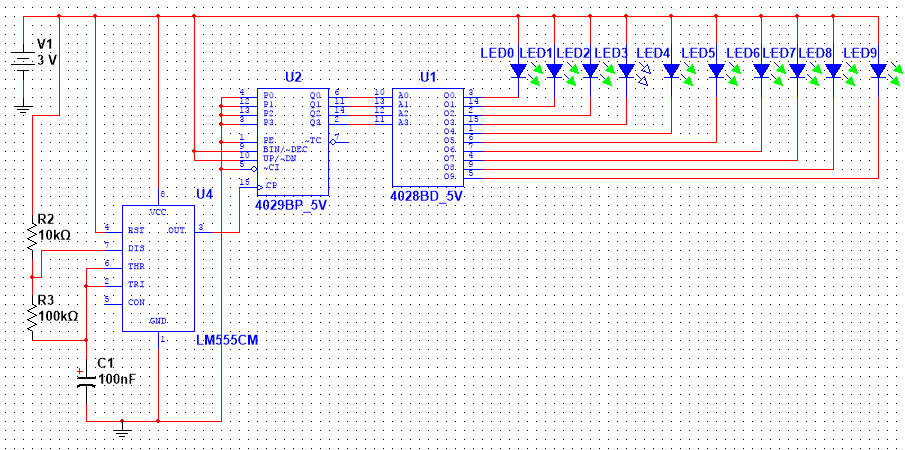 V1
3 V
LED0 LED1 LED2 LED3 LED4 LED5 LED6 LED7 LED8 LED9
U2
4 P0. Q0. 6
12 P1. Q1. 11
13 P2. Q2. 14
3 P3. Q3. 2
1 PE. ~TC 7
9 BIN/~DEC
10 UP/~DN
5 ~CI
15 CP
4029BP_5V
U1
10 A0. O0. 3
13 A1. O1. 14
12 A2. O2. 2
11 A3. O3. 15
O4. 1
O5. 6
O6. 7
O7. 4
O8. 9
O9. 5
4028BD_5V
U4
8
VCC
4 RST OUT 3
7 DIS
6 THR
2 TRI
5 CON
GND
1
LM555CM
R2
10kΩ
R3
100kΩ
C1
+
100nF